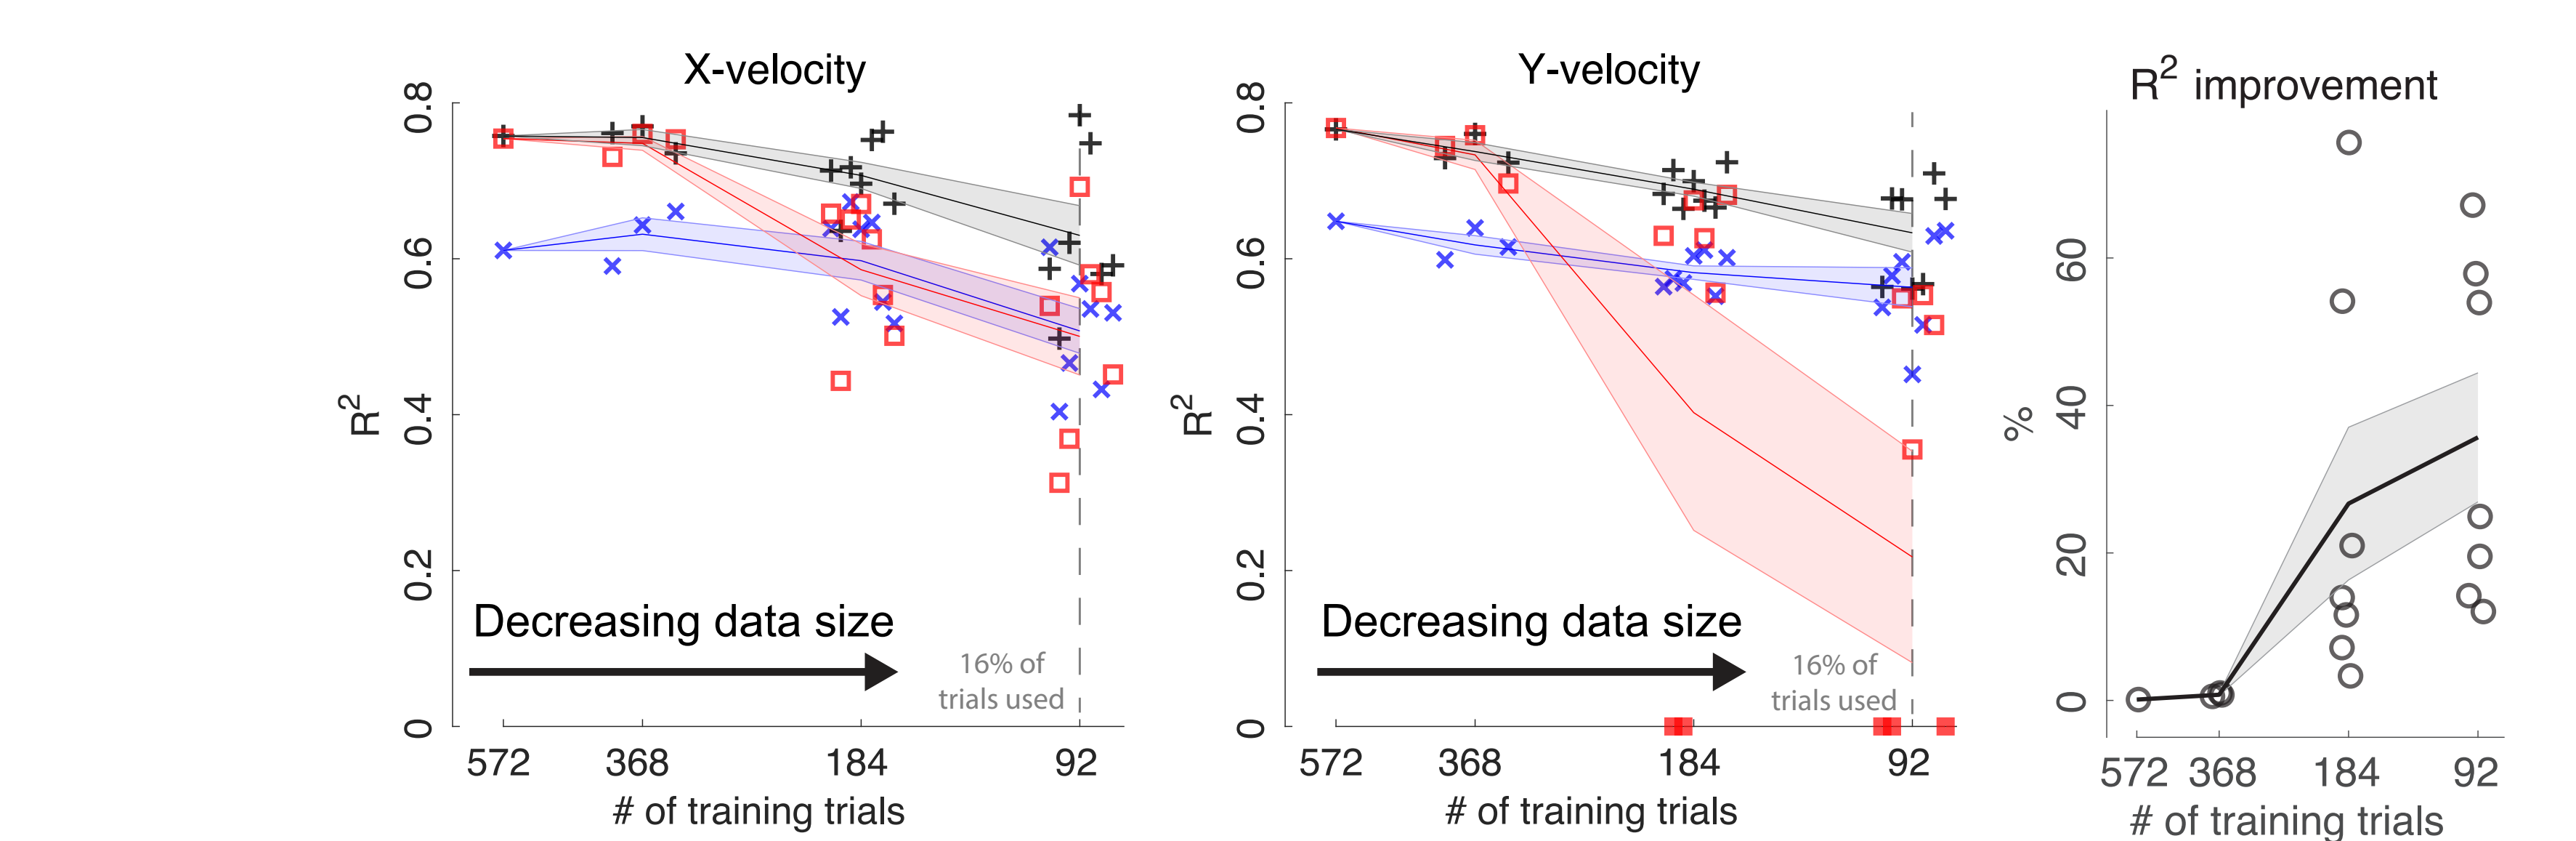 X-velocity
R²
0.8
0.6
0.4
0.2
0
Decreasing data size
16% of
trials used
572 368 184 92
# of training trials
Y-velocity
R²
0.8
0.6
0.4
0.2
0
Decreasing data size
16% of
trials used
572 368 184 92
# of training trials
R² improvement
%
60
40
20
0
572 368 184 92
# of training trials